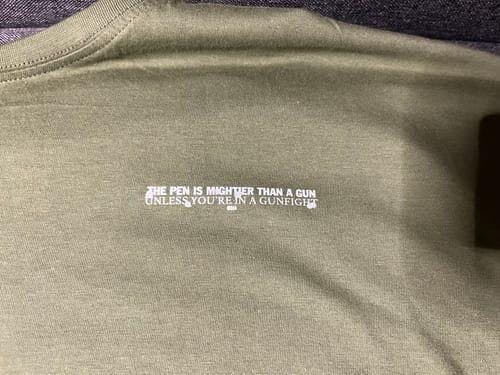 THE PEN IS MIGHTIER THAN A GUN
UNLESS YOU'RE IN A GUNFIGHT